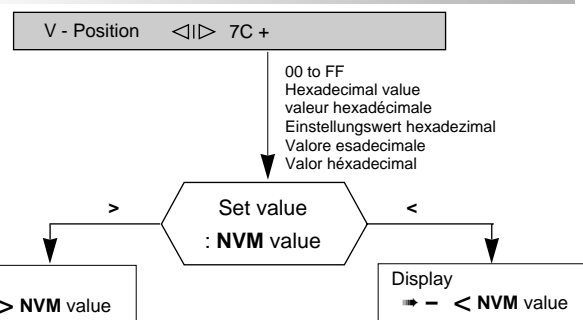 V - Position ◁I▷ 7C +
00 to FF
Hexadecimal value
valeur hexadécimale
Einstellungswert hexadezimal
Valore esadecimale
Valor héxadecimal
>
Set value
: NVM value
<
> NVM value
Display
➠ – < NVM value